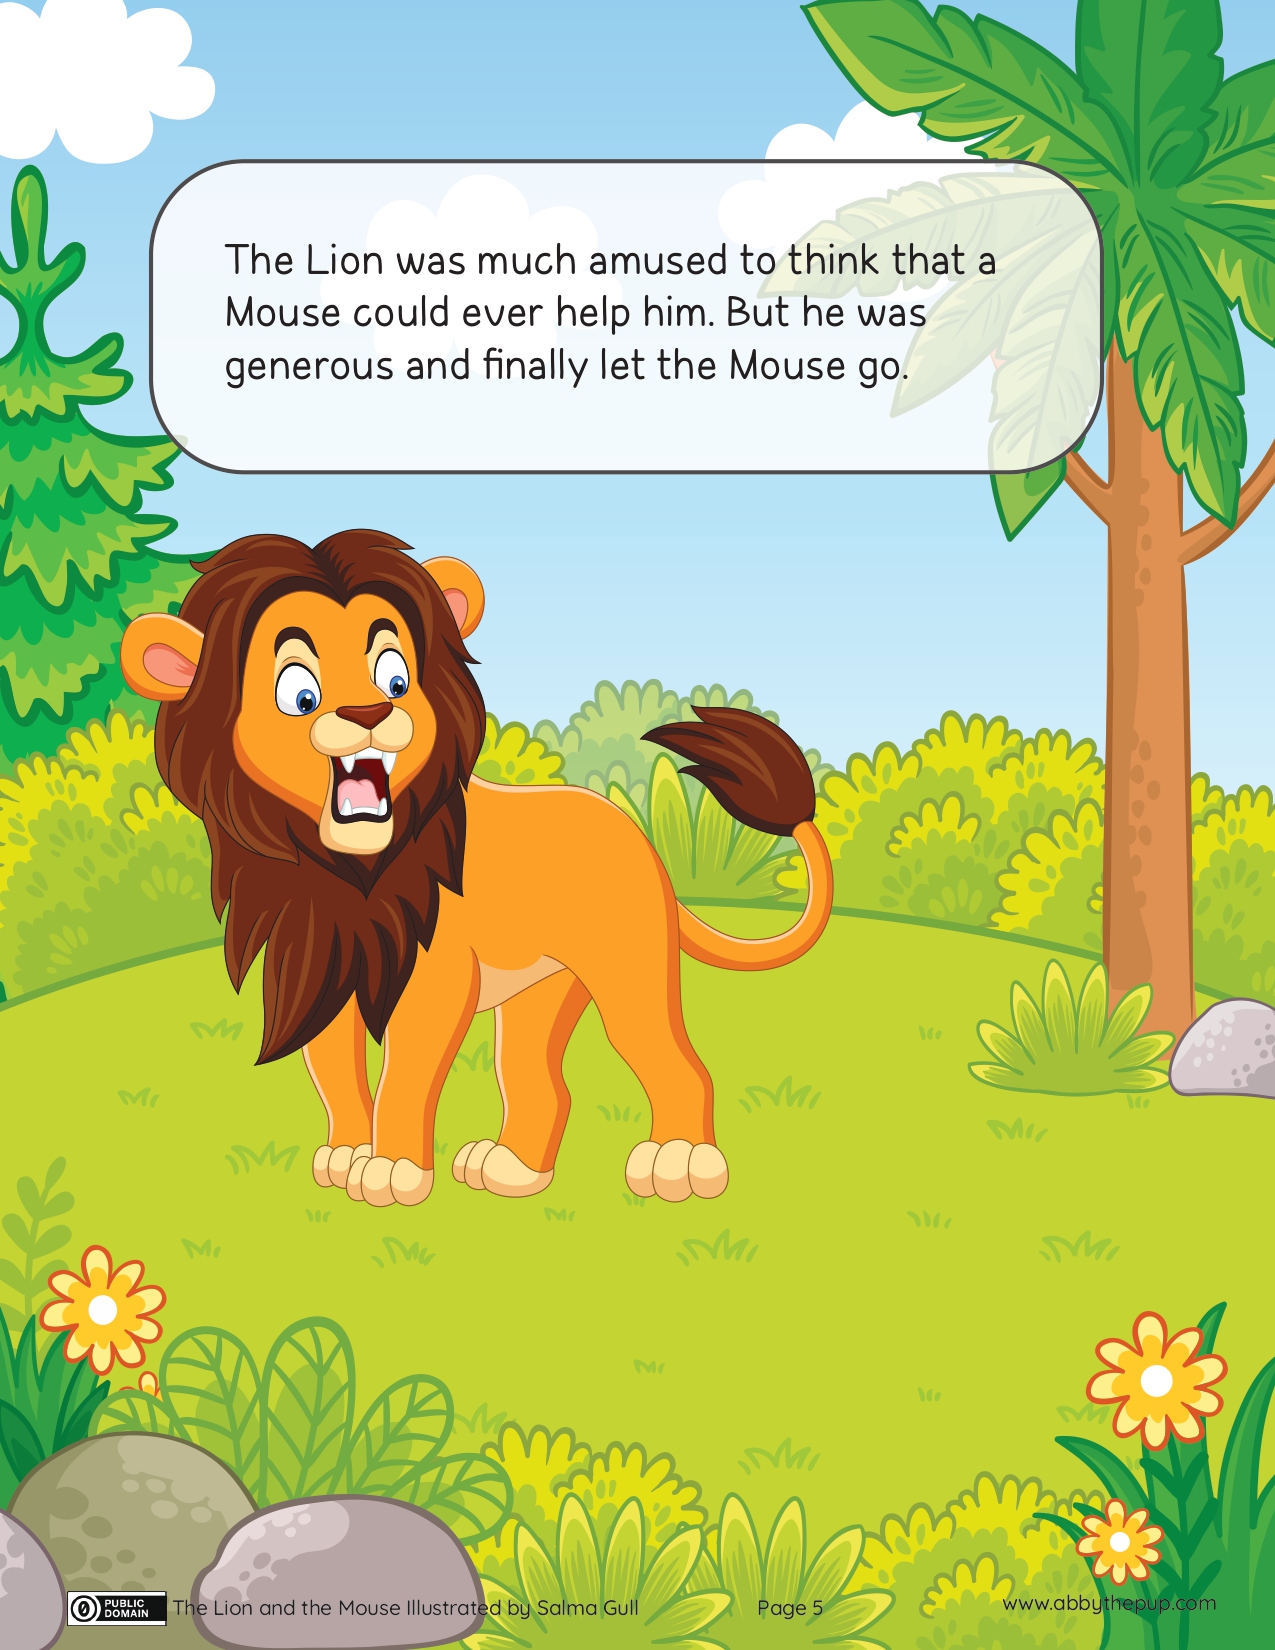 The Lion was much amused to think that a
Mouse could ever help him. But he was
generous and finally let the Mouse go.
PUBLIC
DOMAIN
The Lion and the Mouse Illustrated by Salma Gull
Page 5
www.abbythepup.com